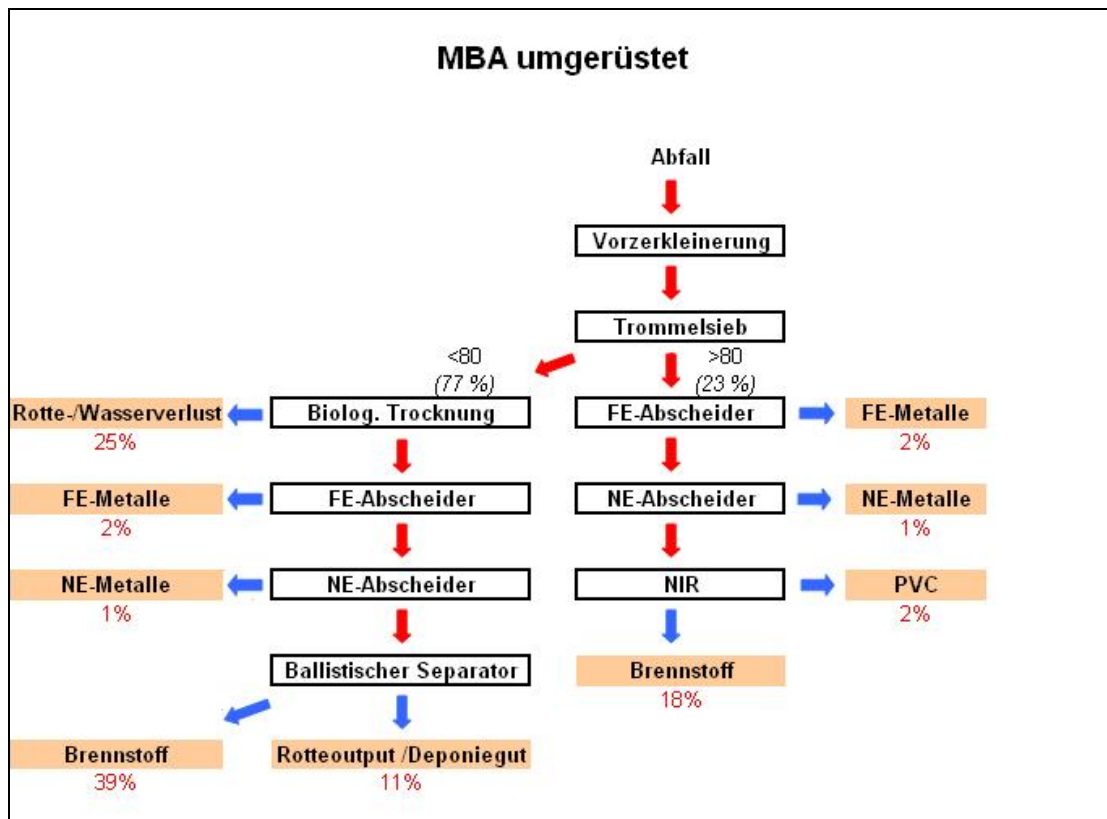 MBA umgerüstet
Abfall
Vorzerkleinerung
Trommelsieb
<80
(77 %)
>80
(23 %)
Rotte-/Wasserverlust
25%
Biolog. Trocknung
FE-Abscheider
FE-Metalle
2%
FE-Metalle
2%
FE-Abscheider
NE-Abscheider
NE-Metalle
1%
NE-Metalle
1%
NE-Abscheider
NIR
PVC
2%
Ballistischer Separator
Brennstoff
18%
Brennstoff
39%
Rotteoutput /Deponiegut
11%